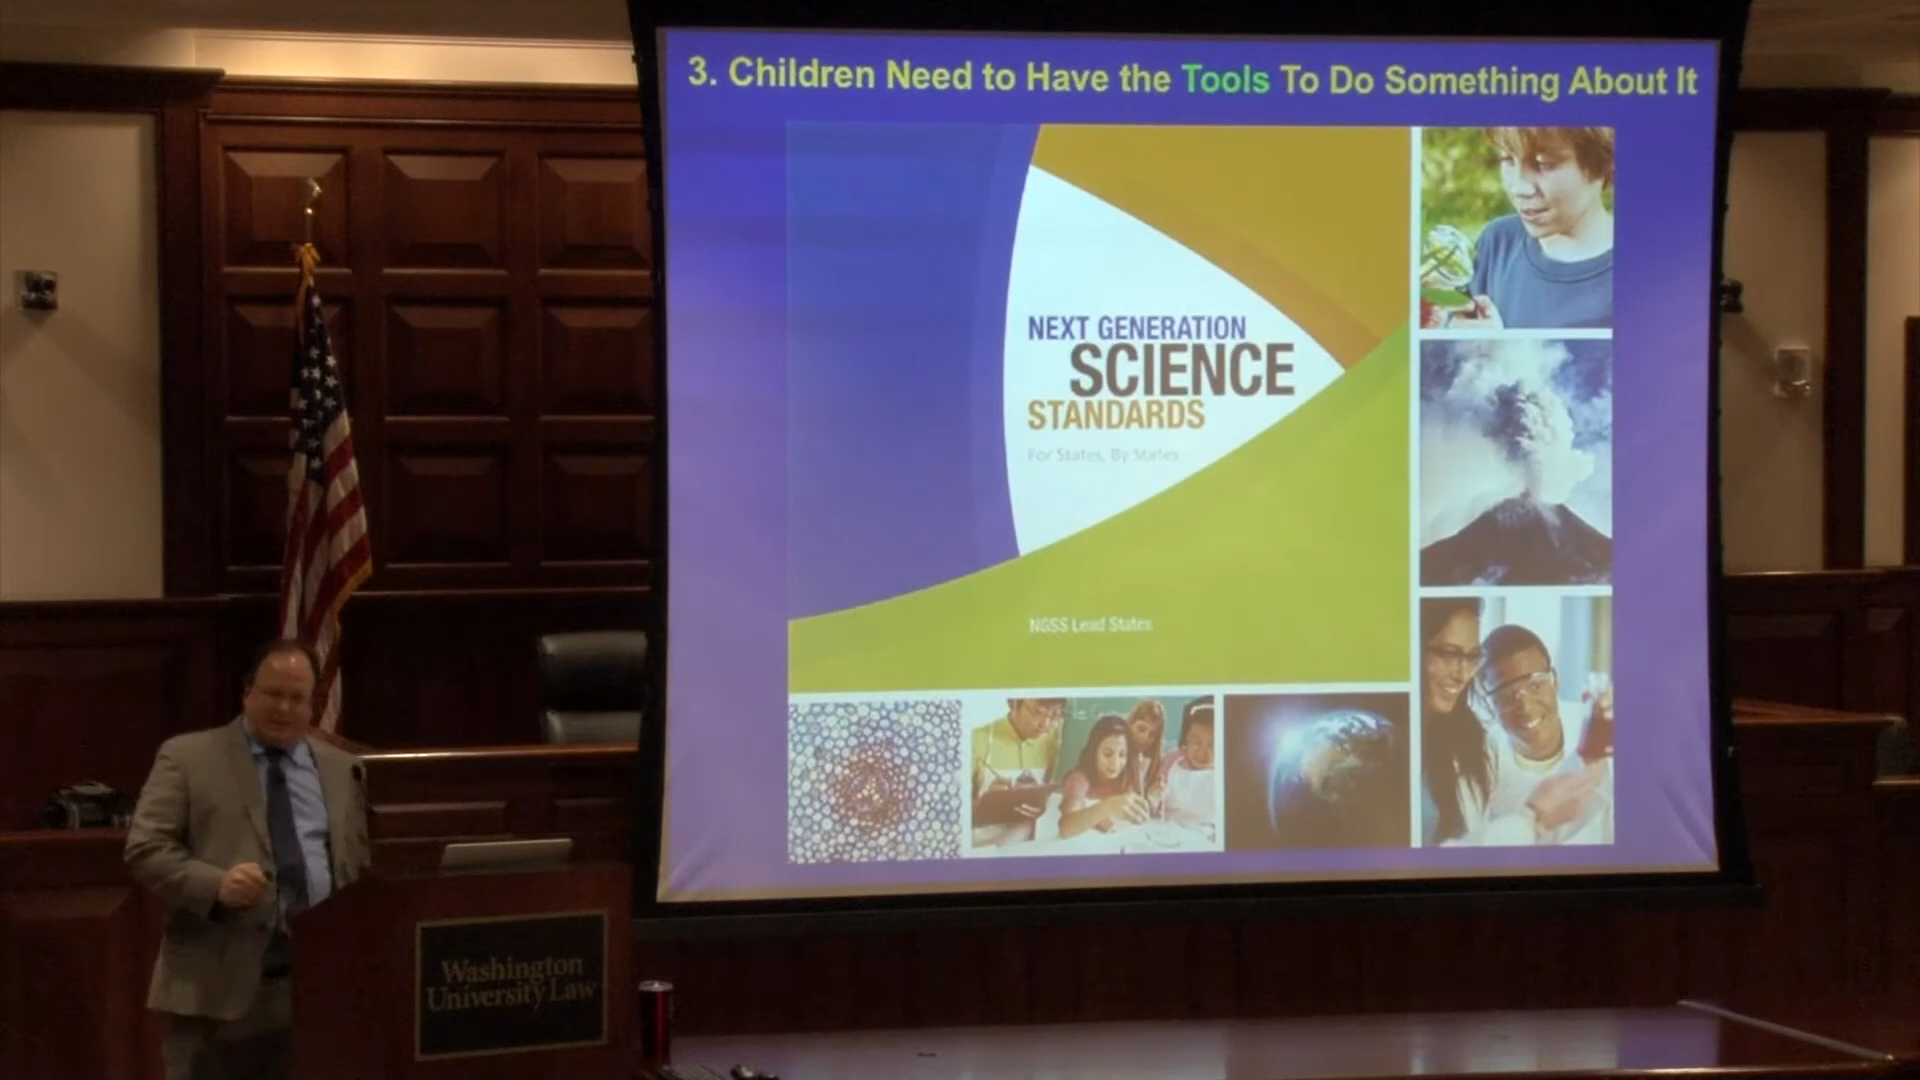 3. Children Need to Have the Tools To Do Something About It
NEXT GENERATION
SCIENCE
STANDARDS
For States, By States
NGSS Lead States
Washington
University Law